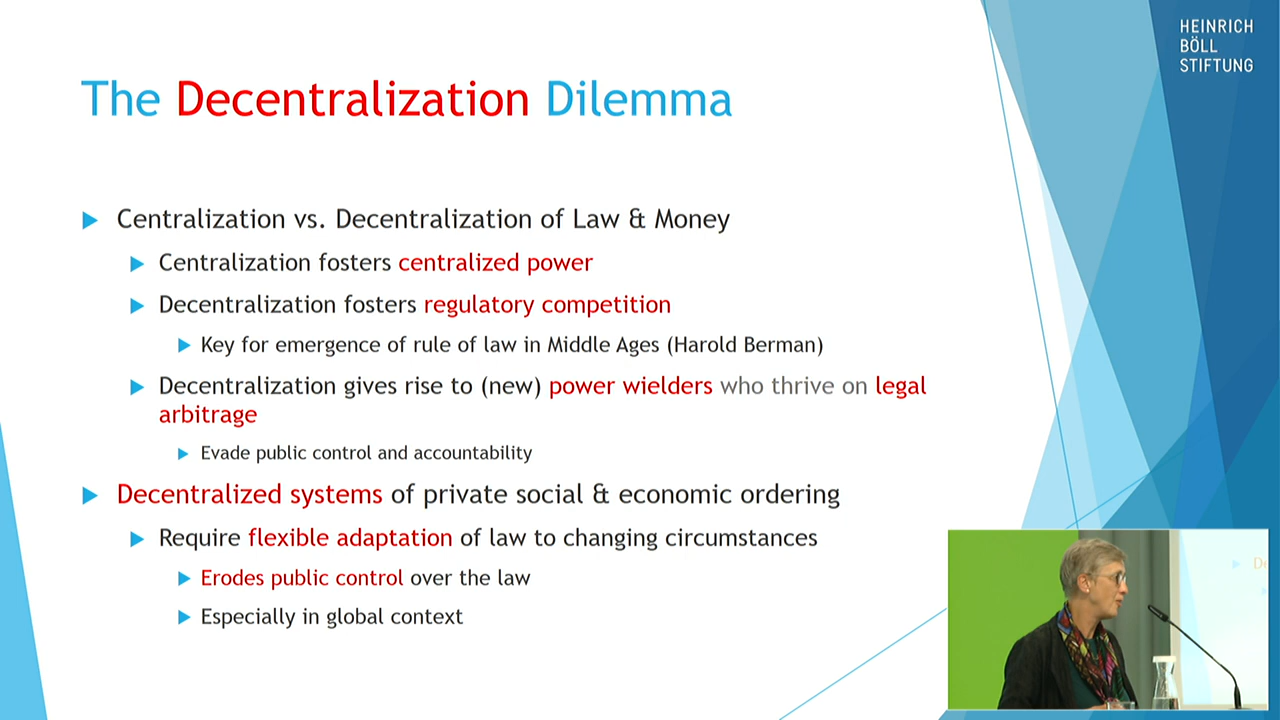 HEINRICH
BÖLL
STIFTUNG
The Decentralization Dilemma
Centralization vs. Decentralization of Law & Money
Centralization fosters centralized power
Decentralization fosters regulatory competition
Key for emergence of rule of law in Middle Ages (Harold Berman)
Decentralization gives rise to (new) power wielders who thrive on legal
arbitrage
Evade public control and accountability
Decentralized systems of private social & economic ordering
Require flexible adaptation of law to changing circumstances
Erodes public control over the law
Especially in global context